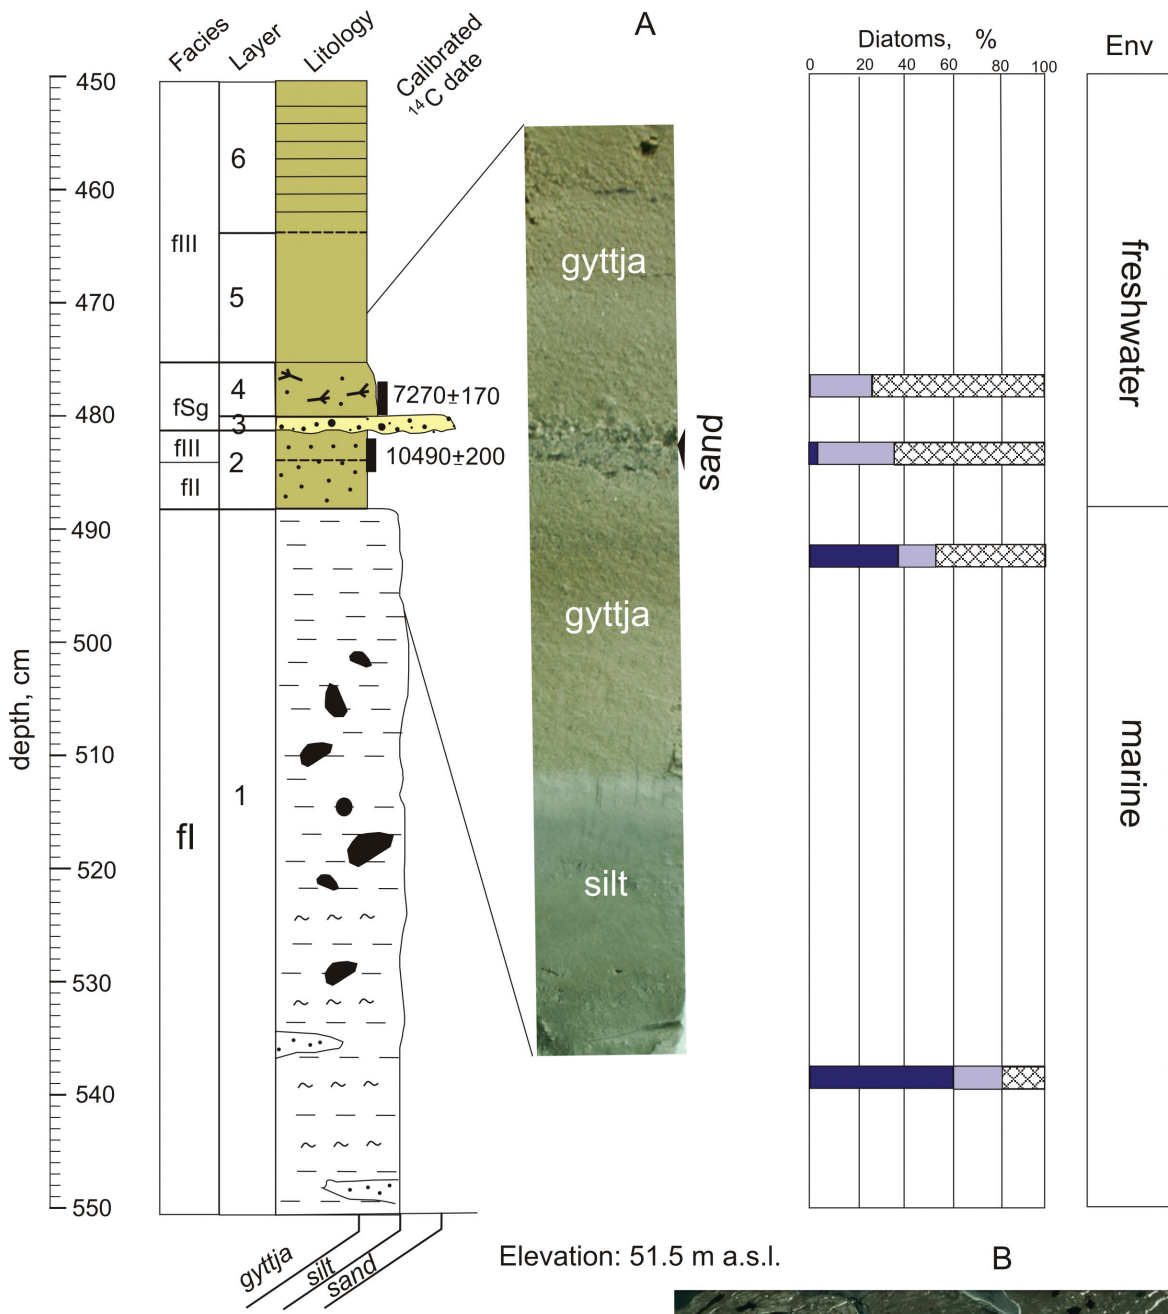 A
Facies
Layer
Litology
Calibrated
¹⁴C date
Diatoms, %
Env
0 20 40 60 80 100
450
460
470
480
490
500
510
520
530
540
550
depth, cm
fIII
fSg
fIII
fII
fI
6
5
4
3
2
1
7270±170
10490±200
gyttja
sand
gyttja
silt
freshwater
marine
gyttja
silt
sand
Elevation: 51.5 m a.s.l.
B